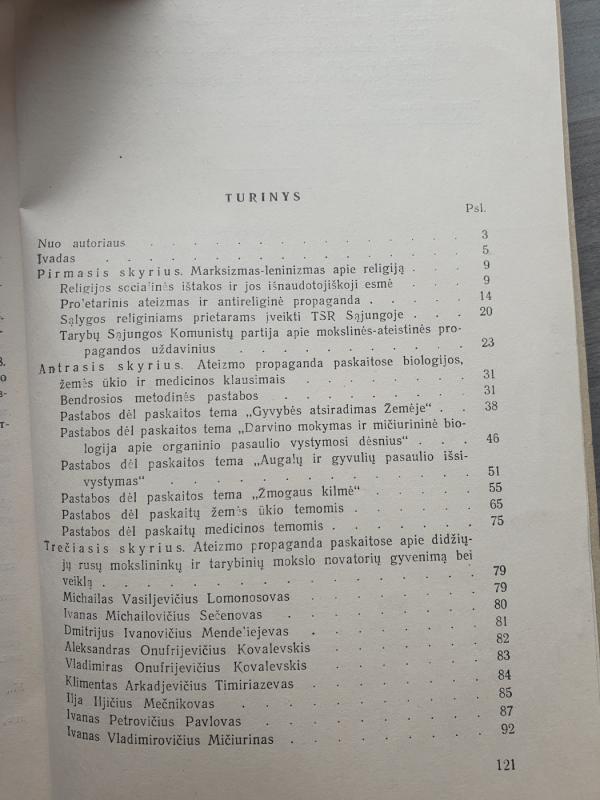 TURINYS
Psl.
Nuo autoriaus . . . . . . . . . . . . 3
Įvadas . . . . . . . . . . . . . 5
Pirmasis skyrius. Marksizmas-leninizmas apie religiją . . . 9
Religijos socia'inės ištakos ir jos išnaudotojiškoji esmė . . . 9
Pro'etarinis ateizmas ir antireliginė propaganda . . . . . 14
Sąlygos religiniams prietarams įveikti TSR Sąjungoje . . . 20
Tarybų Sąjungos Komunistų partija apie mokslinės-ateistinės pro-
pagandos uždavinius . . . . . . . . . 23
Antrasis skyrius. Ateizmo propaganda paskaitose biologijos,
žemės ūkio ir medicinos klausimais . . . . . . . 31
Bendrosios metodinės pastabos . . . . . . . . 31
Pastabos dėl paskaitos tema „Gyvybės atsiradimas Žemėje“ . . 38
Pastabos dėl paskaitos tema „Darvino mokymas ir mičiurininė bio-
logija apie organinio pasaulio vystymosi dėsnius“ . . . 46
Pastabos dėl paskaitos tema „Augalų ir gyvulių pasaulio išsi-
vystymas“ . . . . . . . . . . . . 51
Pastabos dėl paskaitos tema „Žmogaus kilmė“ . . . . . 55
Pastabos dėl paskaitų žemės ūkio temomis . . . . . . 65
Pastabos dėl paskaitų medicinos temomis . . . . . . 75
Trečiasis skyrius. Ateizmo propaganda paskaitose apie didžių-
jų rusų mokslininkų ir tarybinių mokslo novatorių gyvenimą bei
veiklą . . . . . . . . . . . . . . 79
Michailas Vasiljevičius Lomonosovas . . . . . . . 79
Ivanas Michailovičius Sečenovas . . . . . . . . 80
Dmitrijus Ivanovičius Mende'iejevas . . . . . . . 81
Aleksandras Onufrijevičius Kovalevskis . . . . . . 82
Vladimiras Onufrijevičius Kovalevskis . . . . . . 83
Klimentas Arkadjevičius Timiriazevas . . . . . . . 84
Ilja Iljičius Mečnikovas . . . . . . . . . 85
Ivanas Petrovičius Pavlovas . . . . . . . . 87
Ivanas Vladimirovičius Mičiurinas . . . . . . . 92
121